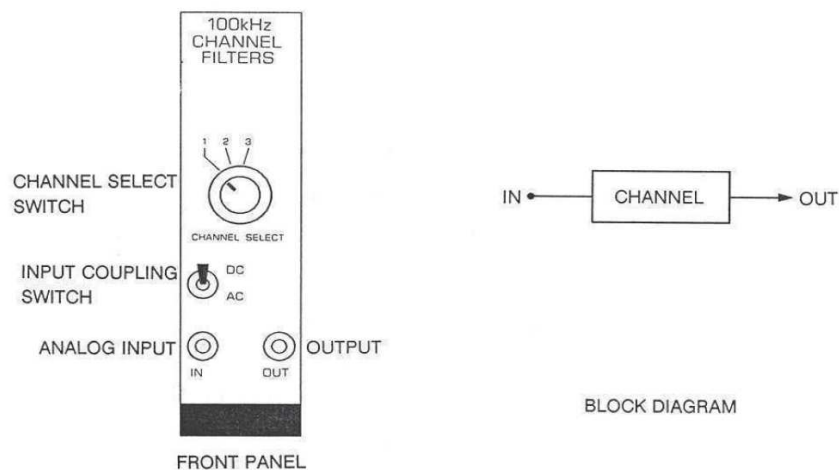 100kHz
CHANNEL
FILTERS
1 2 3
CHANNEL SELECT
SWITCH
CHANNEL SELECT
INPUT COUPLING
SWITCH
DC
AC
ANALOG INPUT
OUTPUT
IN
OUT
FRONT PANEL
IN
CHANNEL
OUT
BLOCK DIAGRAM